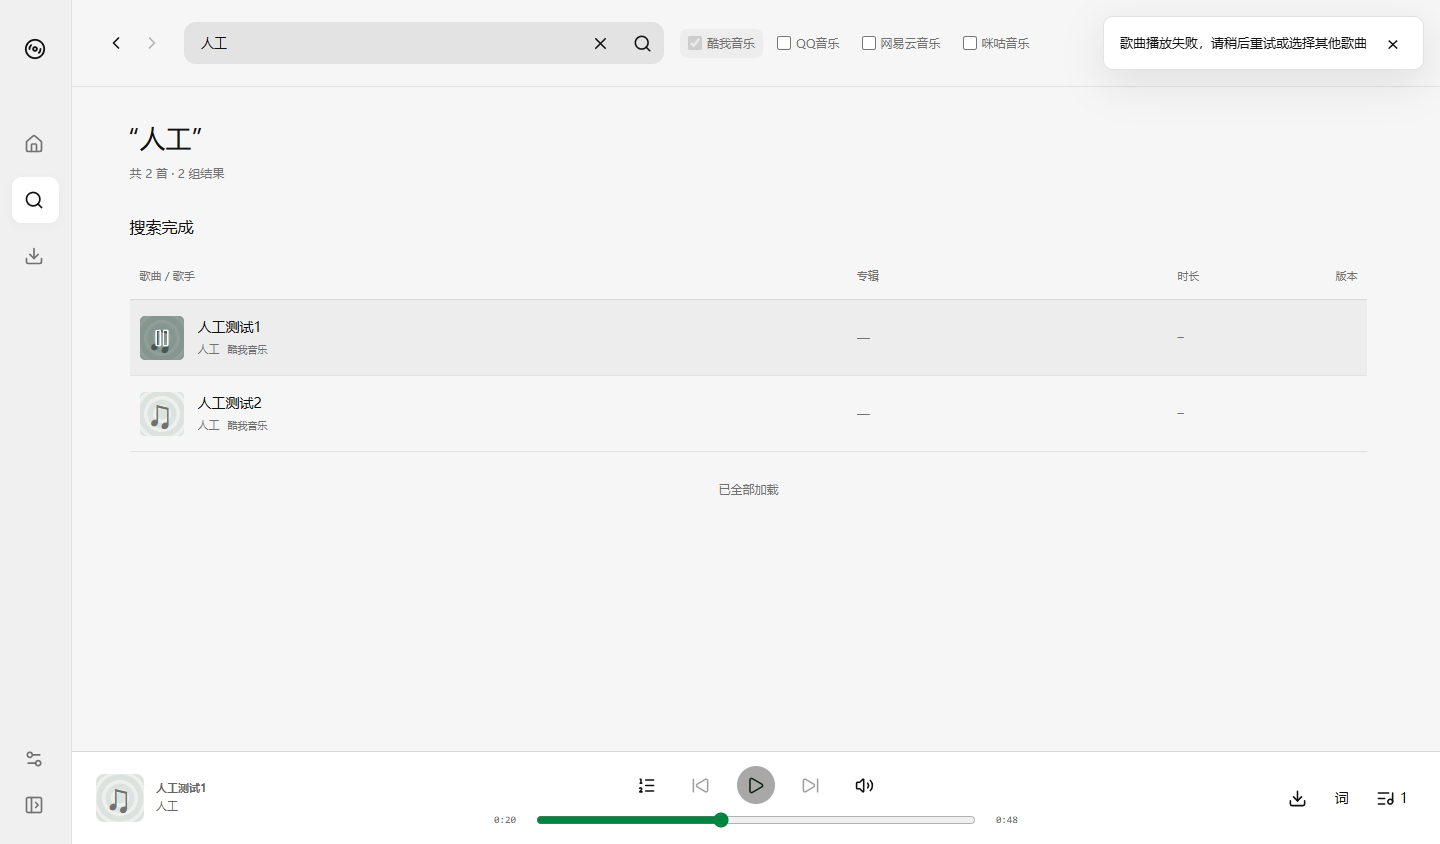 人工
酷我音乐
QQ音乐
网易云音乐
咪咕音乐
歌曲播放失败，请稍后重试或选择其他歌曲
“人工”
共 2 首 · 2 组结果
搜索完成
歌曲 / 歌手 专辑 时长 版本
人工测试1
人工 酷我音乐
— –
人工测试2
人工 酷我音乐
— –
已全部加载
人工测试1
人工
0:20
0:48
词
1